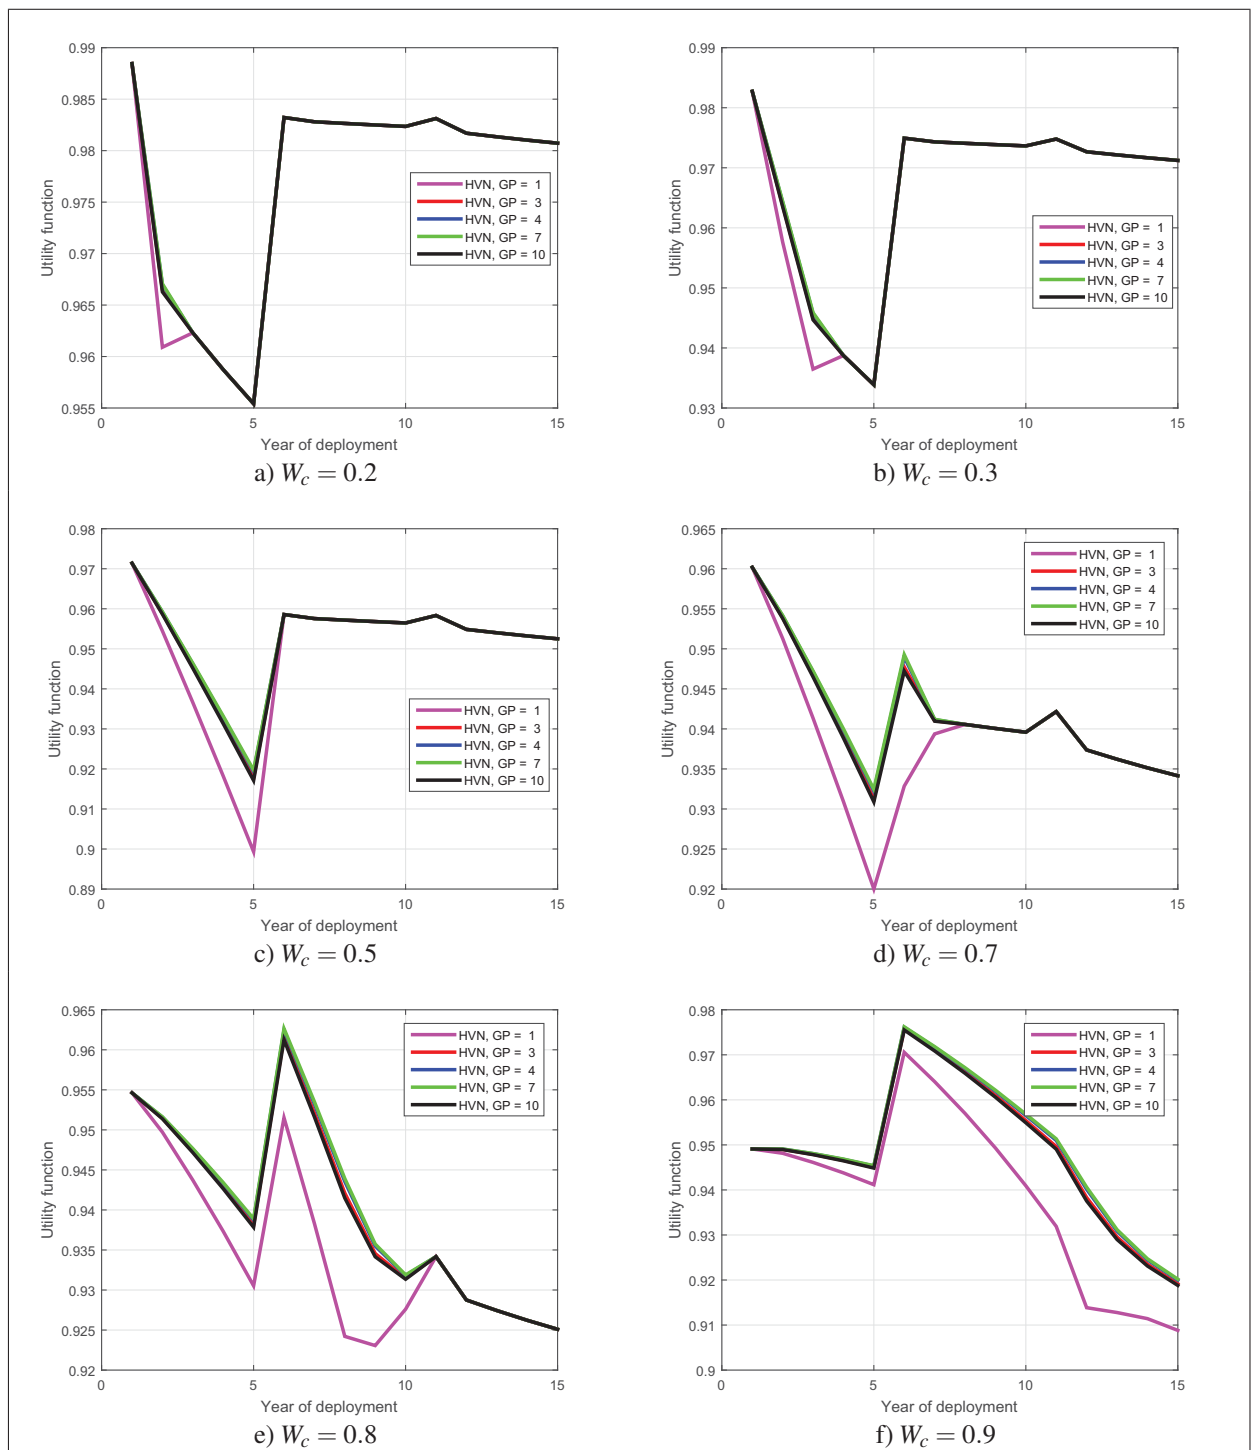 0.99
0.985
0.98
0.975
0.97
0.965
0.96
0.955
0 5 10 15
Utility function
Year of deployment
HVN, GP = 1
HVN, GP = 3
HVN, GP = 4
HVN, GP = 7
HVN, GP = 10
a) W_c = 0.2
0.99
0.98
0.97
0.96
0.95
0.94
0.93
0 5 10 15
Utility function
Year of deployment
HVN, GP = 1
HVN, GP = 3
HVN, GP = 4
HVN, GP = 7
HVN, GP = 10
b) W_c = 0.3
0.98
0.97
0.96
0.95
0.94
0.93
0.92
0.91
0.9
0.89
0 5 10 15
Utility function
Year of deployment
HVN, GP = 1
HVN, GP = 3
HVN, GP = 4
HVN, GP = 7
HVN, GP = 10
c) W_c = 0.5
0.965
0.96
0.955
0.95
0.945
0.94
0.935
0.93
0.925
0.92
0 5 10 15
Utility function
Year of deployment
HVN, GP = 1
HVN, GP = 3
HVN, GP = 4
HVN, GP = 7
HVN, GP = 10
d) W_c = 0.7
0.965
0.96
0.955
0.95
0.945
0.94
0.935
0.93
0.925
0.92
0 5 10 15
Utility function
Year of deployment
HVN, GP = 1
HVN, GP = 3
HVN, GP = 4
HVN, GP = 7
HVN, GP = 10
e) W_c = 0.8
0.98
0.97
0.96
0.95
0.94
0.93
0.92
0.91
0.9
0 5 10 15
Utility function
Year of deployment
HVN, GP = 1
HVN, GP = 3
HVN, GP = 4
HVN, GP = 7
HVN, GP = 10
f) W_c = 0.9